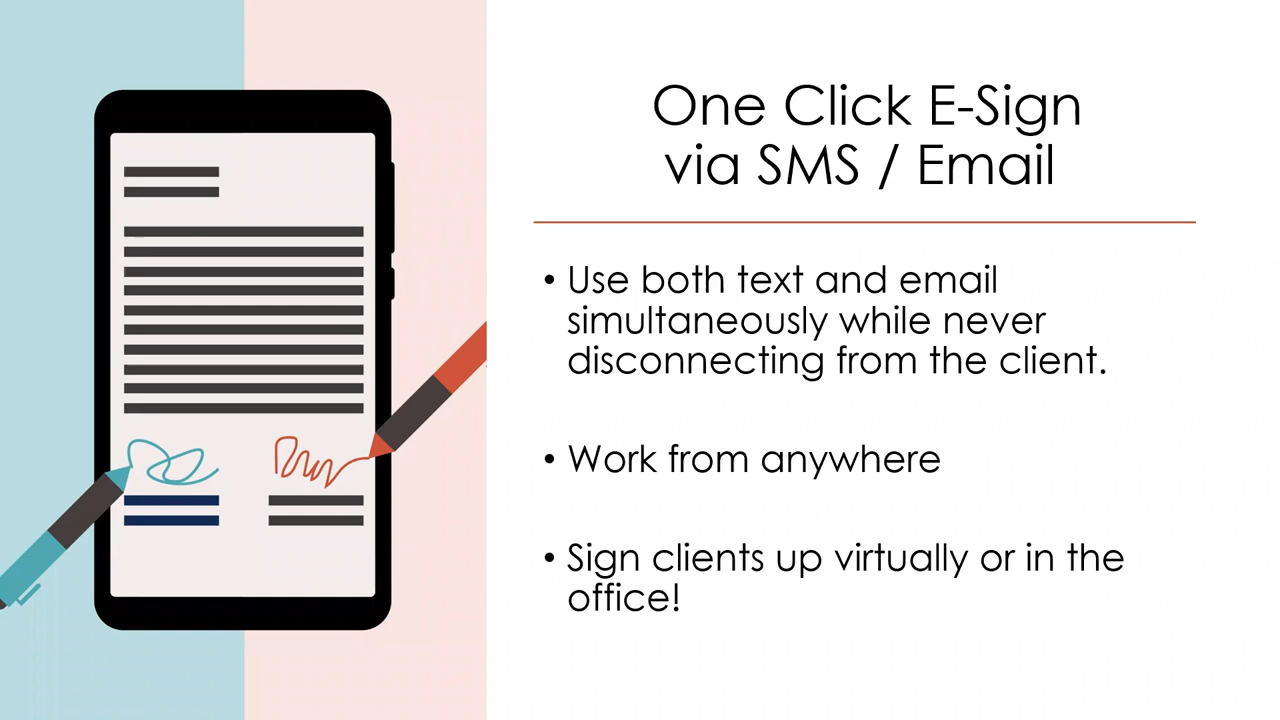 One Click E-Sign
via SMS / Email
• Use both text and email
simultaneously while never
disconnecting from the client.
• Work from anywhere
• Sign clients up virtually or in the
office!